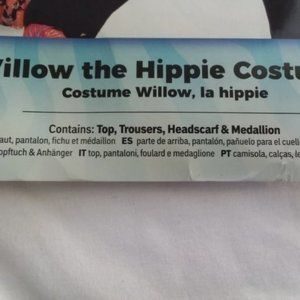 Willow the Hippie Costu
Costume Willow, la hippie
Contains: Top, Trousers, Headscarf & Medallion
aut, pantalon, fichu et médaillon ES parte de arriba, pantalón, pañuelo para el cuello
opftuch & Anhänger IT top, pantaloni, foulard e medaglione PT camisola, calças, le